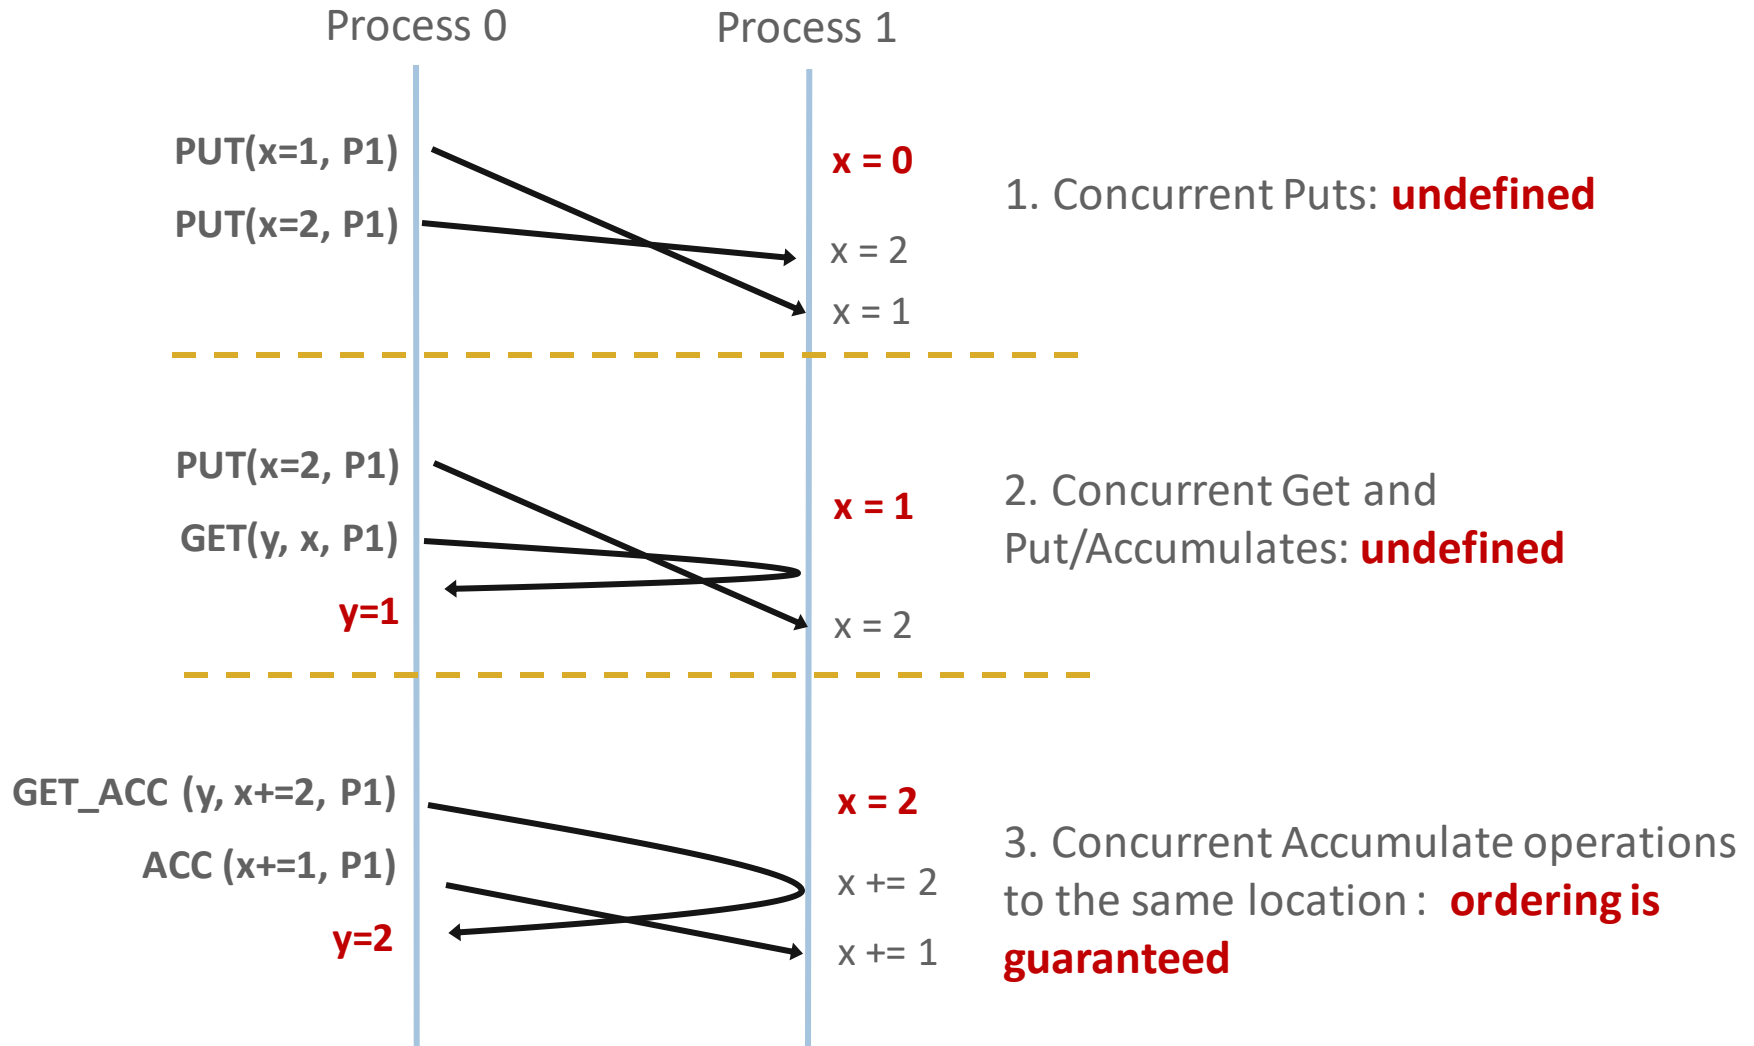 Process 0
Process 1
PUT(x=1, P1)
PUT(x=2, P1)
x = 0
x = 2
x = 1
1. Concurrent Puts: undefined
PUT(x=2, P1)
GET(y, x, P1)
y=1
x = 1
x = 2
2. Concurrent Get and
Put/Accumulates: undefined
GET_ACC (y, x+=2, P1)
ACC (x+=1, P1)
y=2
x = 2
x += 2
x += 1
3. Concurrent Accumulate operations
to the same location : ordering is
guaranteed